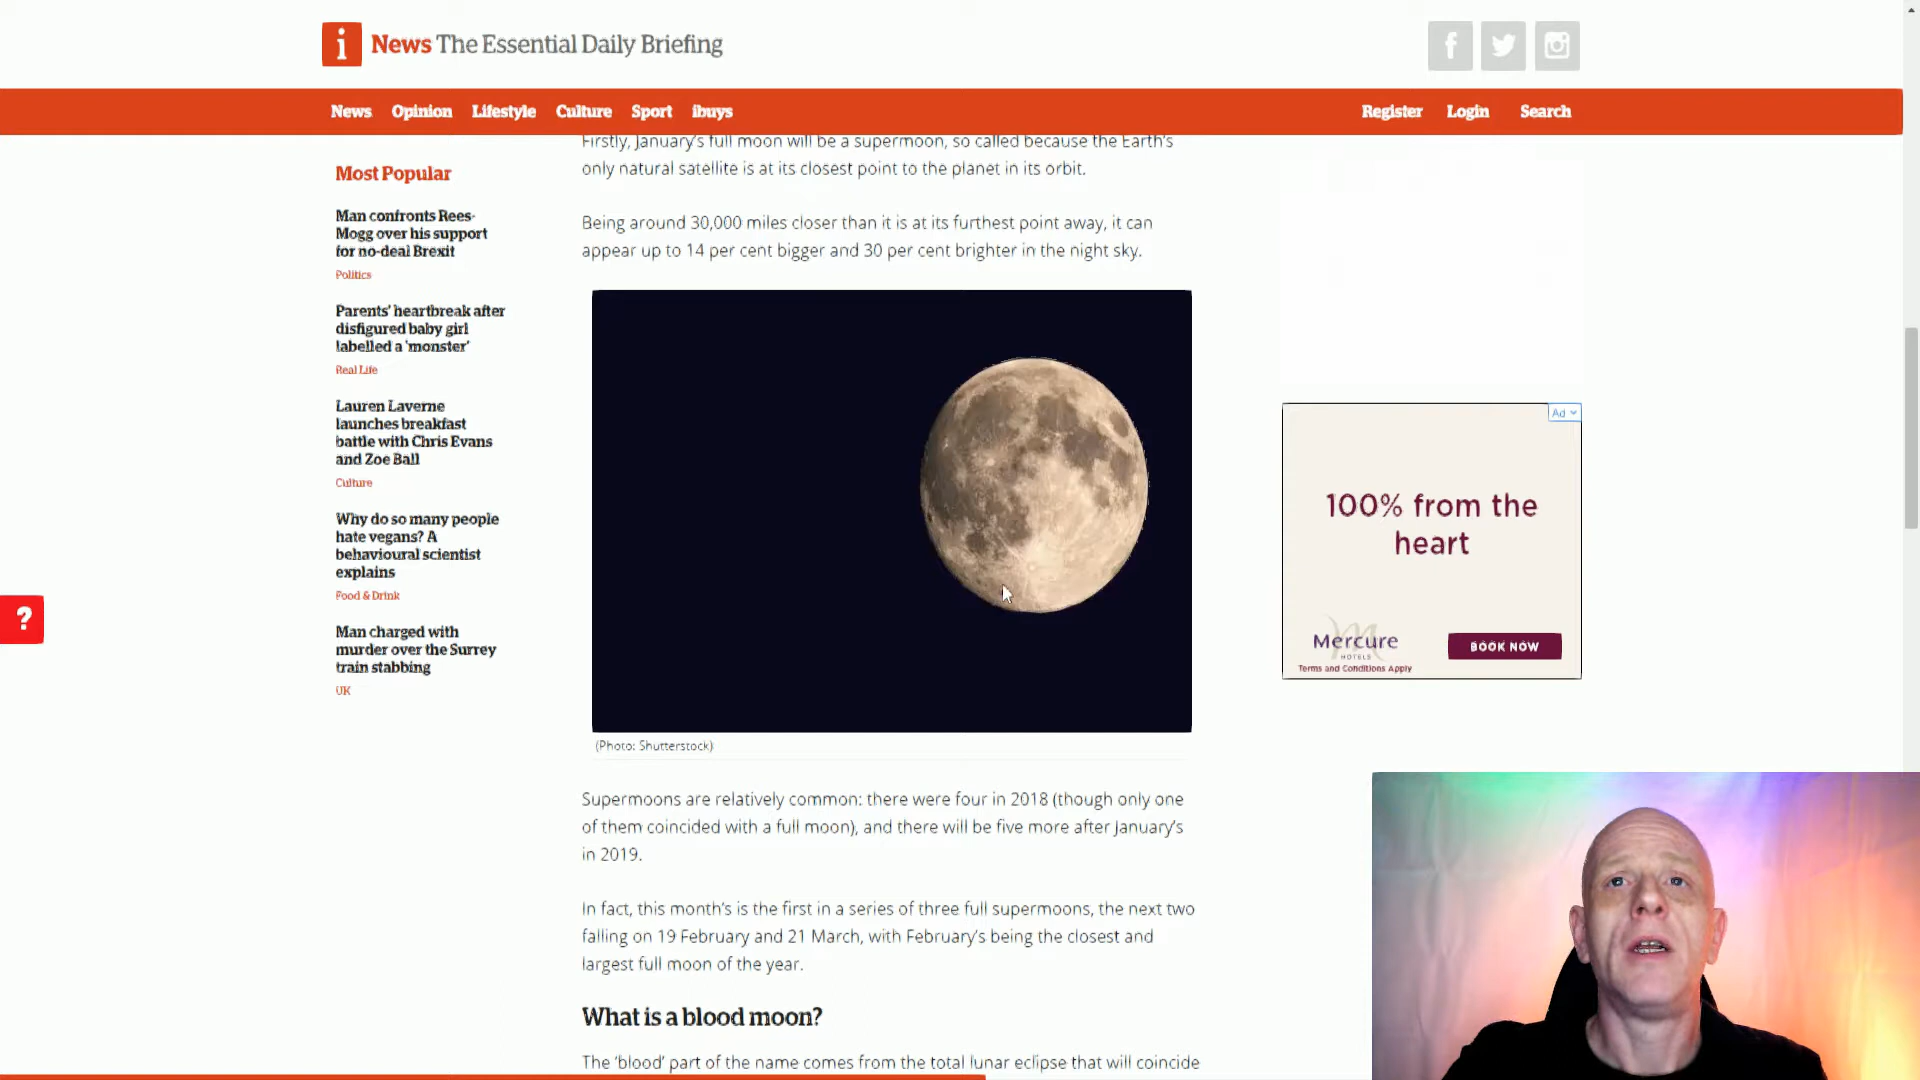 i News The Essential Daily Briefing
f
News Opinion Lifestyle Culture Sport ibuys Register Login Search
Most Popular
Man confronts Rees-
Mogg over his support
for no-deal Brexit
Politics
Parents' heartbreak after
disfigured baby girl
labelled a 'monster'
Real Life
Lauren Laverne
launches breakfast
battle with Chris Evans
and Zoe Ball
Culture
Why do so many people
hate vegans? A
behavioural scientist
explains
Food & Drink
Man charged with
murder over the Surrey
train stabbing
UK
?
Firstly, January's full moon will be a supermoon, so called because the Earth's
only natural satellite is at its closest point to the planet in its orbit.
Being around 30,000 miles closer than it is at its furthest point away, it can
appear up to 14 per cent bigger and 30 per cent brighter in the night sky.
(Photo: Shutterstock)
Supermoons are relatively common: there were four in 2018 (though only one
of them coincided with a full moon), and there will be five more after January's
in 2019.
In fact, this month's is the first in a series of three full supermoons, the next two
falling on 19 February and 21 March, with February's being the closest and
largest full moon of the year.
What is a blood moon?
The 'blood' part of the name comes from the total lunar eclipse that will coincide
Ad
100% from the
heart
Mercure
HOTELS
Terms and Conditions Apply
BOOK NOW